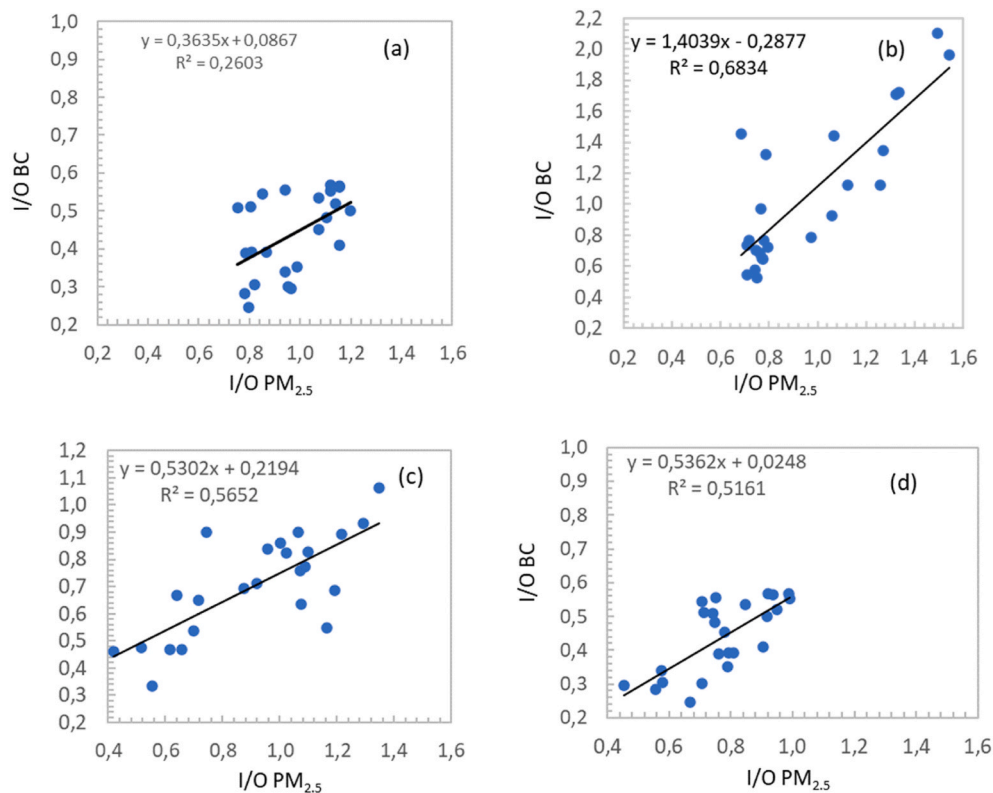 y = 0,3635x + 0,0867
R² = 0,2603
(a)
1,0
0,9
0,8
0,7
0,6
0,5
0,4
0,3
0,2
I/O BC
0,2 0,4 0,6 0,8 1,0 1,2 1,4 1,6
I/O PM2.5
y = 1,4039x - 0,2877
R² = 0,6834
(b)
2,2
2,0
1,8
1,6
1,4
1,2
1,0
0,8
0,6
0,4
0,2
I/O BC
0,2 0,4 0,6 0,8 1,0 1,2 1,4 1,6
I/O PM2.5
y = 0,5302x + 0,2194
R² = 0,5652
(c)
1,2
1,1
1,0
0,9
0,8
0,7
0,6
0,5
0,4
0,3
0,2
I/O BC
0,4 0,6 0,8 1,0 1,2 1,4 1,6
I/O PM2.5
y = 0,5362x + 0,0248
R² = 0,5161
(d)
1,0
0,9
0,8
0,7
0,6
0,5
0,4
0,3
0,2
I/O BC
0,4 0,6 0,8 1,0 1,2 1,4 1,6
I/O PM2.5